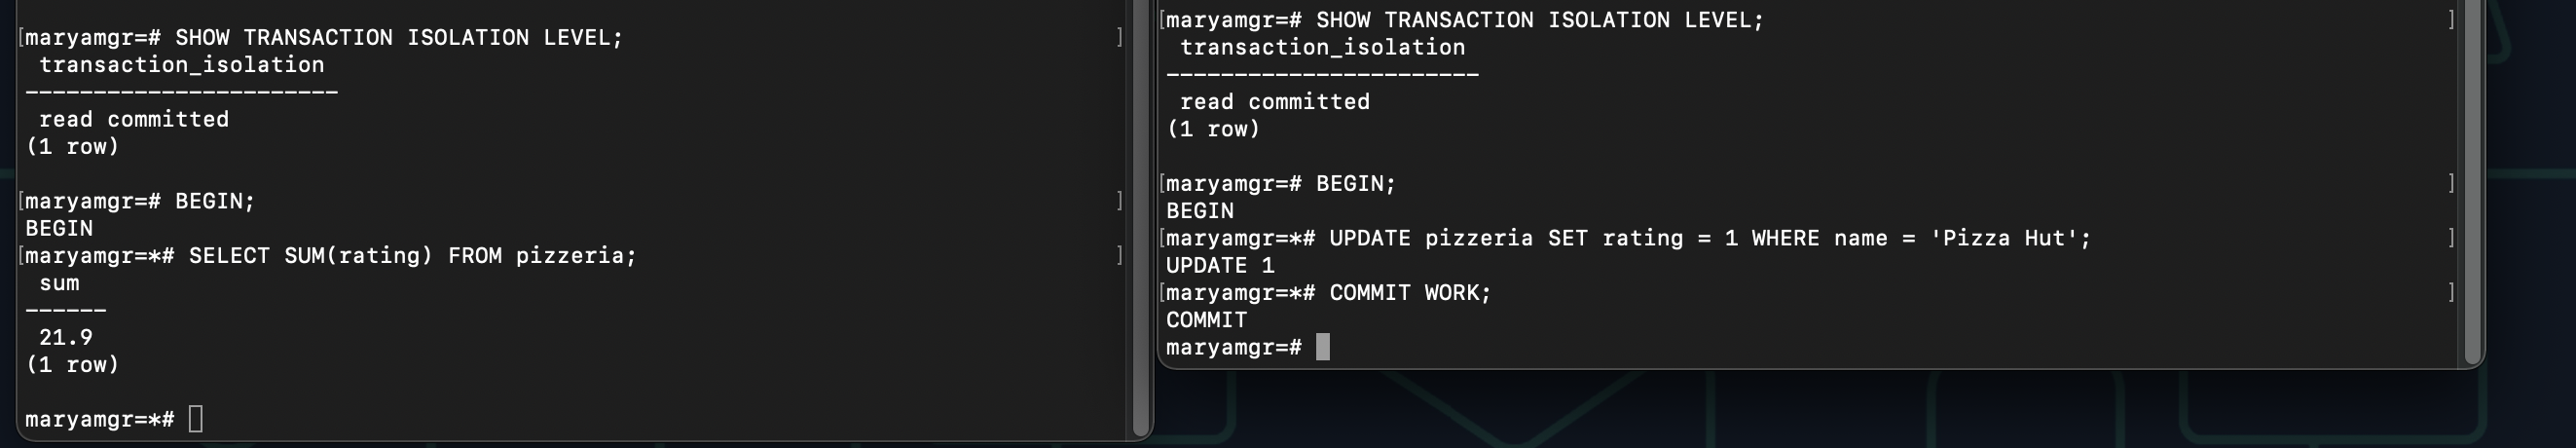 [maryamgr=# SHOW TRANSACTION ISOLATION LEVEL; ]
transaction_isolation
-----------------------
read committed
(1 row)
[maryamgr=# BEGIN; ]
BEGIN
[maryamgr=*# SELECT SUM(rating) FROM pizzeria; ]
sum
------
21.9
(1 row)
maryamgr=*#
[maryamgr=# SHOW TRANSACTION ISOLATION LEVEL; ]
transaction_isolation
-----------------------
read committed
(1 row)
[maryamgr=# BEGIN; ]
BEGIN
[maryamgr=*# UPDATE pizzeria SET rating = 1 WHERE name = 'Pizza Hut'; ]
UPDATE 1
[maryamgr=*# COMMIT WORK; ]
COMMIT
maryamgr=#